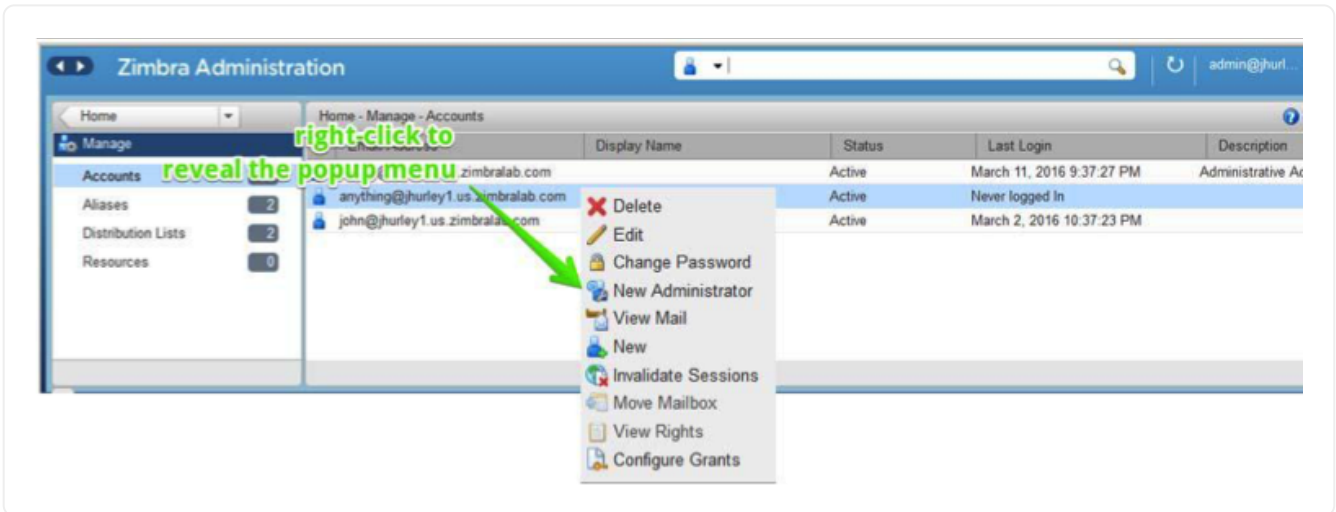 Zimbra Administration
admin@jhurl...
Home
Home - Manage - Accounts
Manage
right-click to
reveal the popup menu
Display Name
Status
Last Login
Description
Accounts
zimbralab.com
Active
March 11, 2016 9:37:27 PM
Administrative Ac
anything@jhurley1.us.zimbralab.com
Active
Never logged In
Aliases
2
john@jhurley1.us.zimbralab.com
Active
March 2, 2016 10:37:23 PM
Distribution Lists
2
Resources
0
Delete
Edit
Change Password
New Administrator
View Mail
New
Invalidate Sessions
Move Mailbox
View Rights
Configure Grants